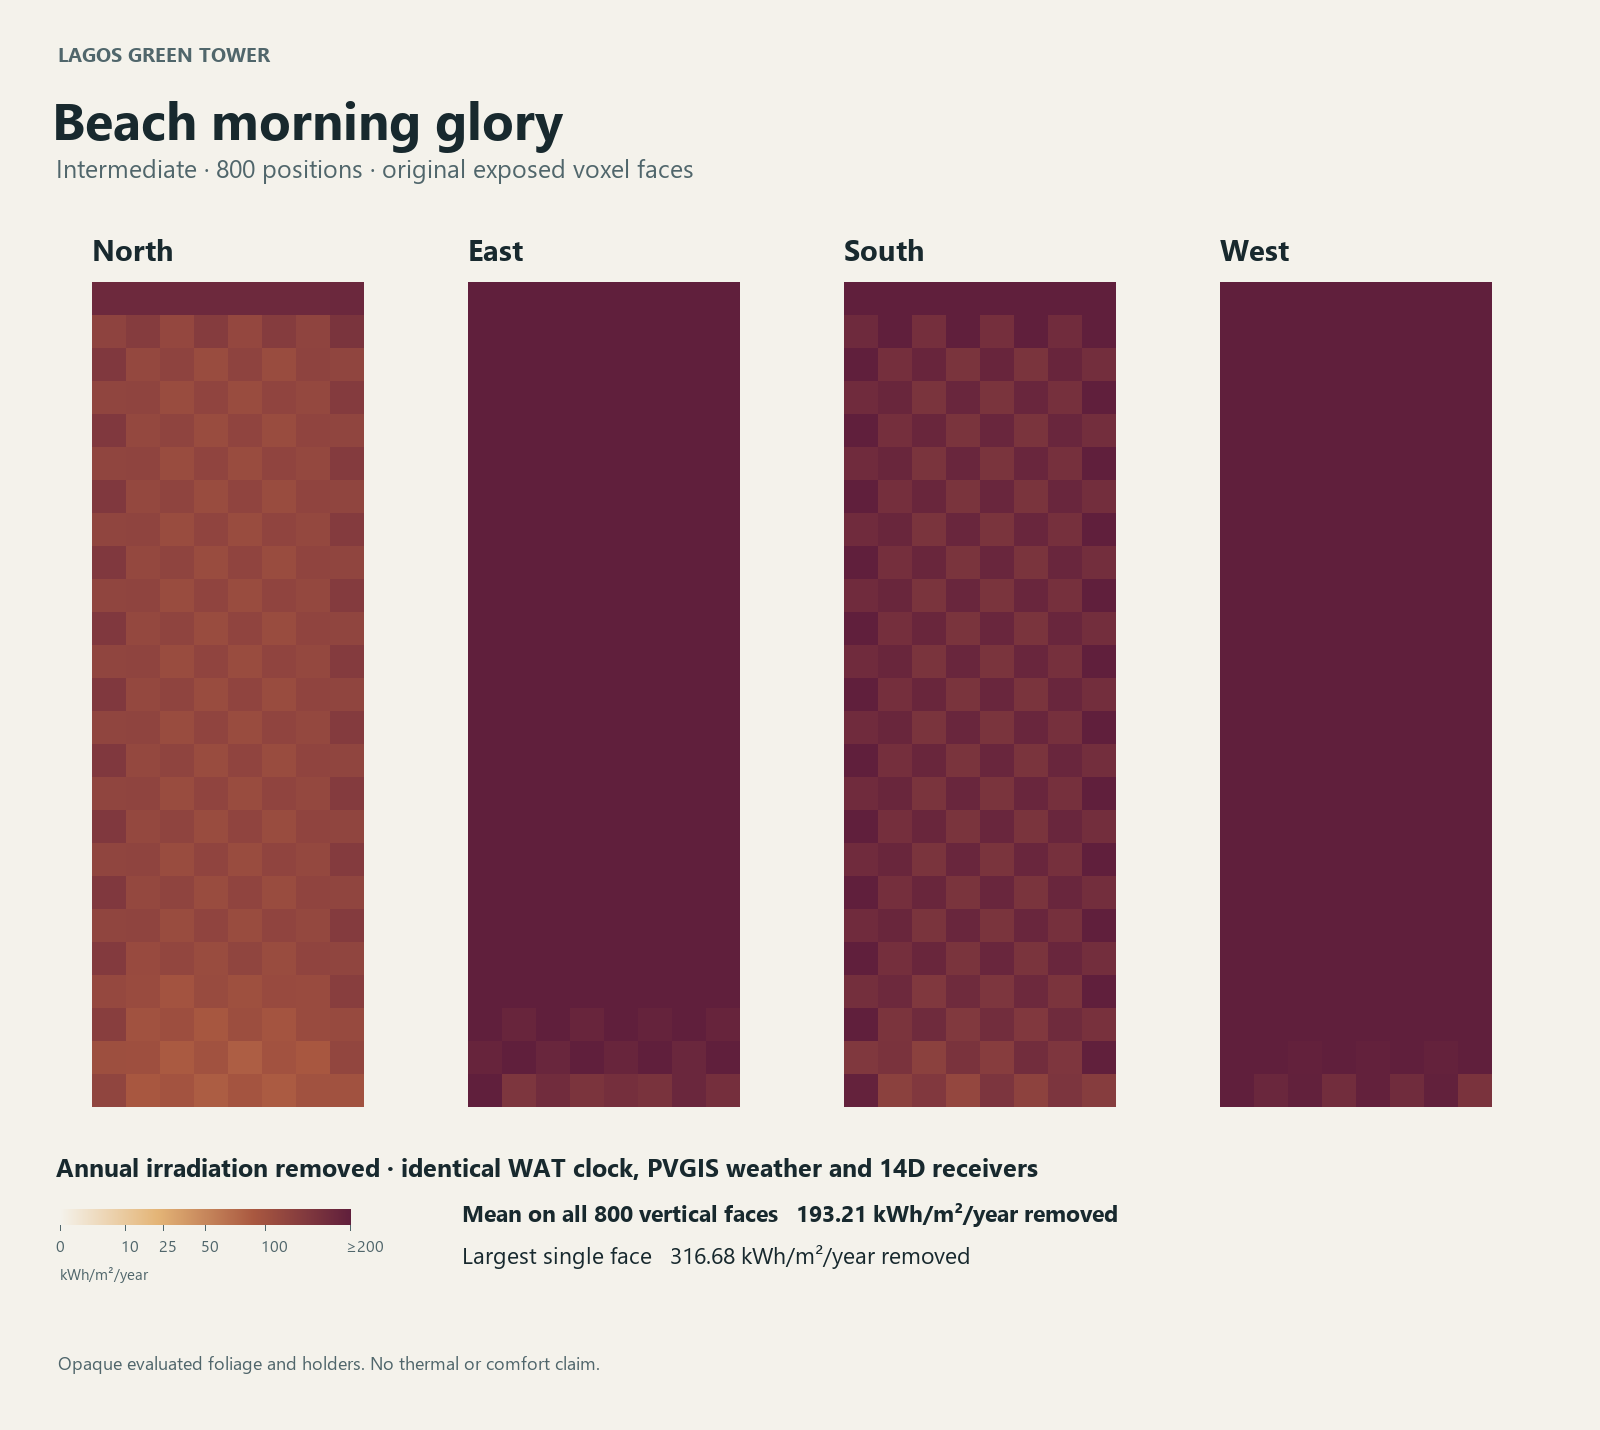 LAGOS GREEN TOWER
Beach morning glory
Intermediate · 800 positions · original exposed voxel faces
North East South West
Annual irradiation removed · identical WAT clock, PVGIS weather and 14D receivers
Mean on all 800 vertical faces 193.21 kWh/m²/year removed
0 10 25 50 100 ≥200
Largest single face 316.68 kWh/m²/year removed
kWh/m²/year
Opaque evaluated foliage and holders. No thermal or comfort claim.